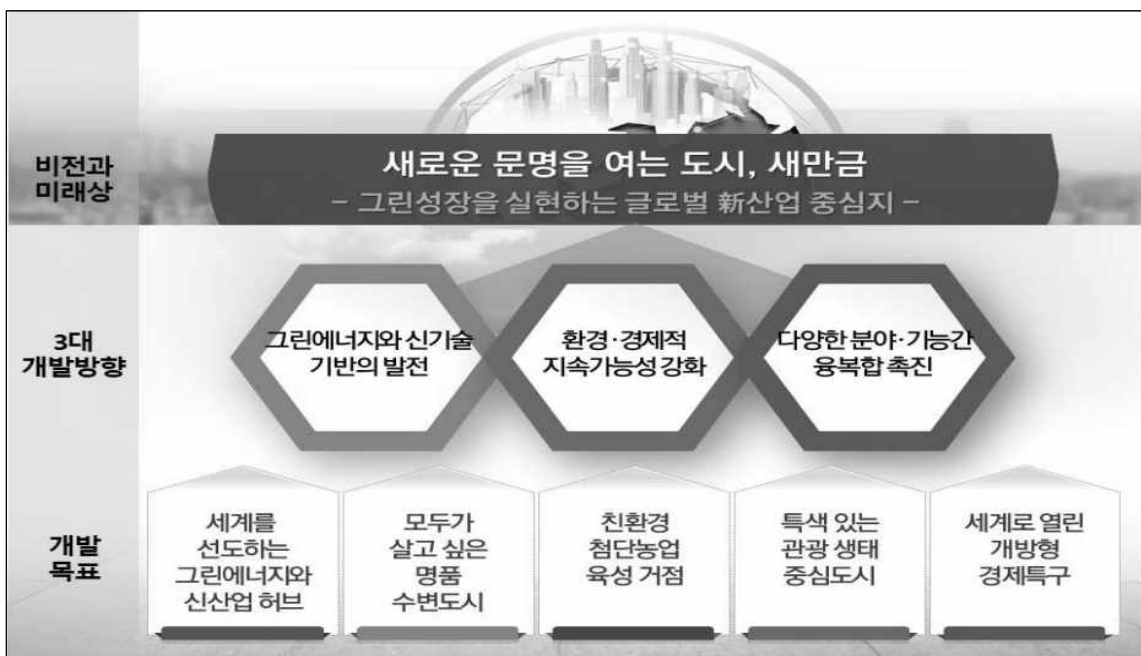 비전과
미래상
새로운 문명을 여는 도시, 새만금
- 그린성장을 실현하는 글로벌 新산업 중심지 -
3대
개발방향
그린에너지와 신기술
기반의 발전
환경·경제적
지속가능성 강화
다양한 분야·기능간
융복합 촉진
개발
목표
세계를
선도하는
그린에너지와
신산업 허브
모두가
살고 싶은
명품
수변도시
친환경
첨단농업
육성 거점
특색 있는
관광 생태
중심도시
세계로 열린
개방형
경제특구